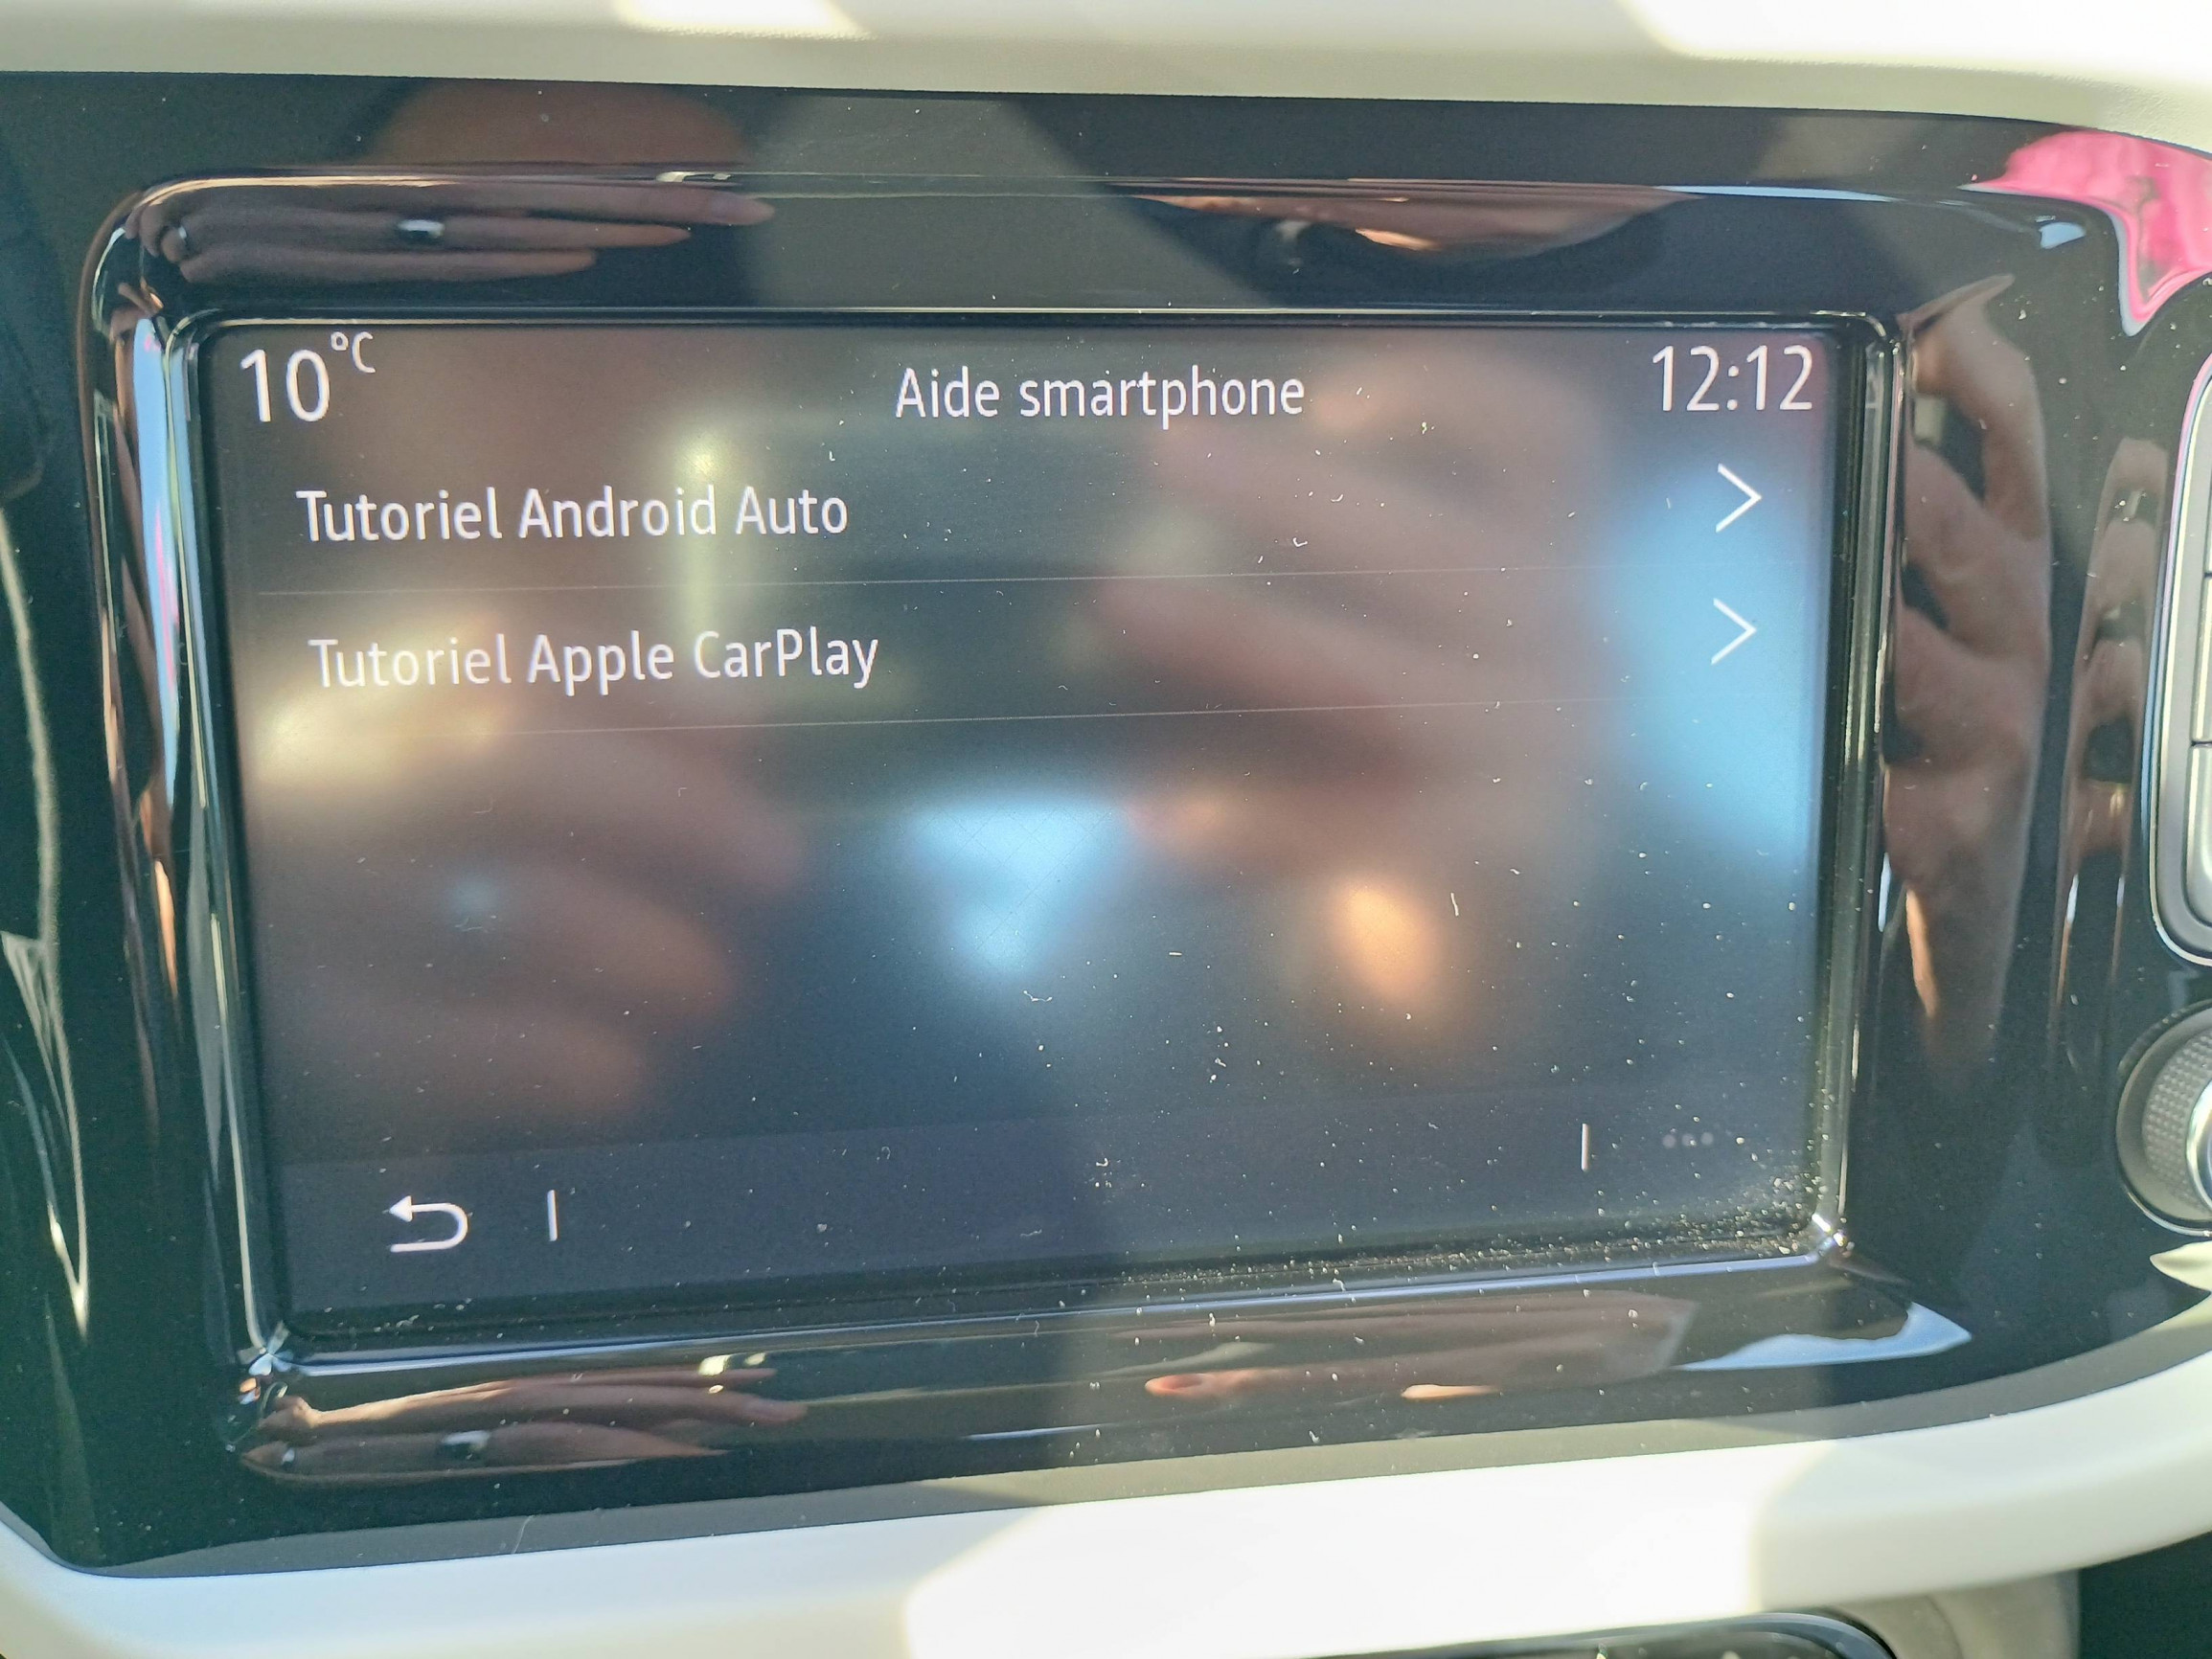 10°C
Aide smartphone
12:12
Tutoriel Android Auto
Tutoriel Apple CarPlay